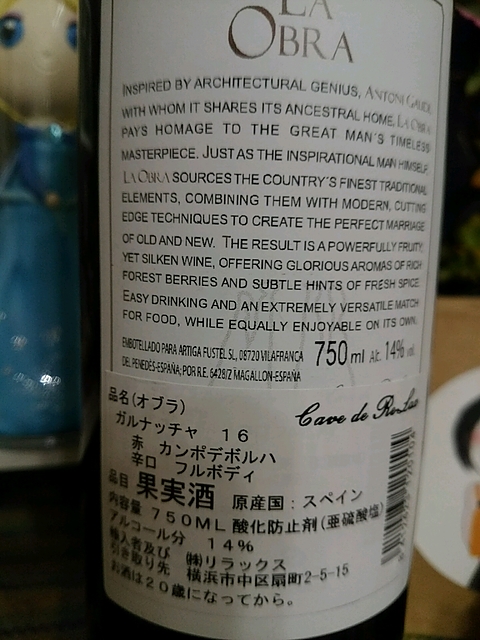 LA
OBRA
INSPIRED BY ARCHITECTURAL GENIUS, ANTONI GAUDI,
WITH WHOM IT SHARES ITS ANCESTRAL HOME, LA OBRA
PAYS HOMAGE TO THE GREAT MAN'S TIMELESS
MASTERPIECE. JUST AS THE INSPIRATIONAL MAN HIMSELF,
LA OBRA SOURCES THE COUNTRY'S FINEST TRADITIONAL
ELEMENTS, COMBINING THEM WITH MODERN, CUTTING
EDGE TECHNIQUES TO CREATE THE PERFECT MARRIAGE
OF OLD AND NEW. THE RESULT IS A POWERFULLY FRUITY,
YET SILKEN WINE, OFFERING GLORIOUS AROMAS OF RICH
FOREST BERRIES AND SUBTLE HINTS OF FRESH SPICE.
EASY DRINKING AND AN EXTREMELY VERSATILE MATCH
FOR FOOD, WHILE EQUALLY ENJOYABLE ON ITS OWN.
EMBOTELLADO PARA ARTIGA FUSTEL SL, 08720 VILAFRANCA
DEL PENEDÉS-ESPAÑA; POR R.E. 6428/Z MAGALLON-ESPAÑA
750 ml Alc. 14% vol.
品名(オブラ)
Cave de ReLax
ガルナッチャ 16
赤 カンポデボルハ
辛口 フルボディ
品目 果実酒 原産国：スペイン
内容量 750ML 酸化防止剤(亜硫酸塩)
アルコール分 14%
輸入者及び ㈱リラックス
引き取り先 横浜市中区扇町2-5-15
お酒は20歳になってから。